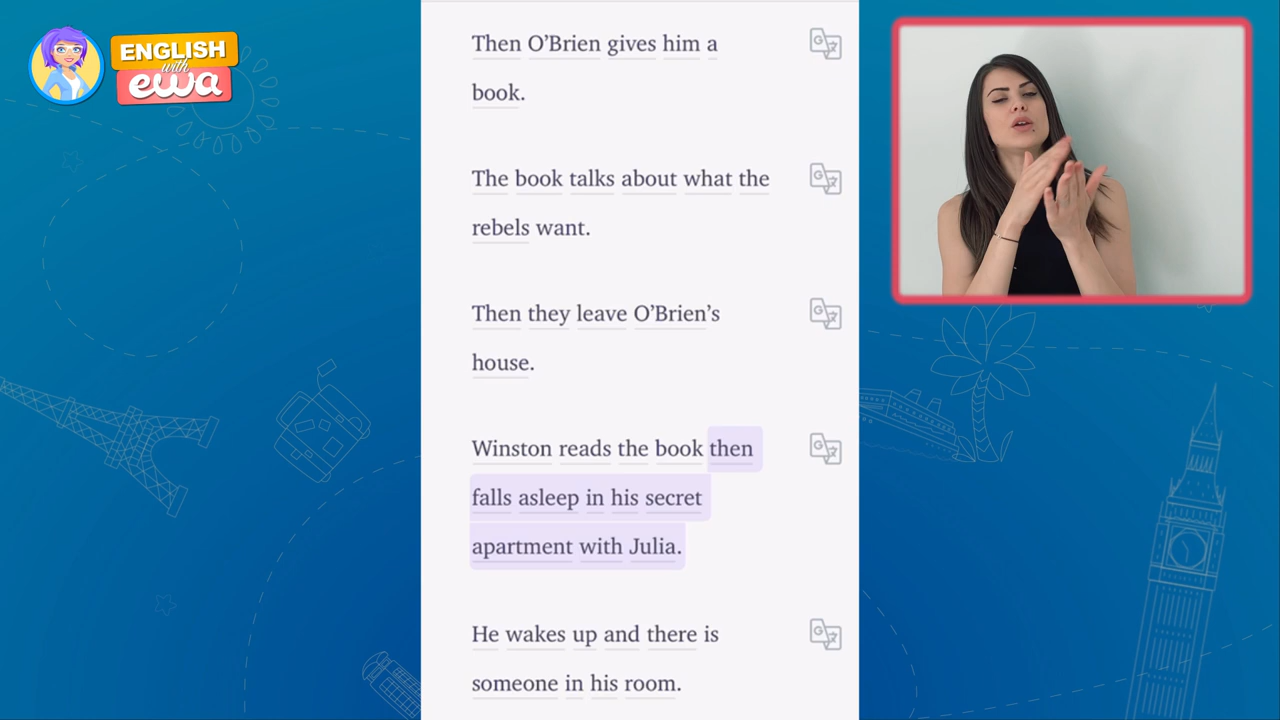 ENGLISH
with
ewa
Then O’Brien gives him a
book.
The book talks about what the
rebels want.
Then they leave O’Brien’s
house.
Winston reads the book then
falls asleep in his secret
apartment with Julia.
He wakes up and there is
someone in his room.